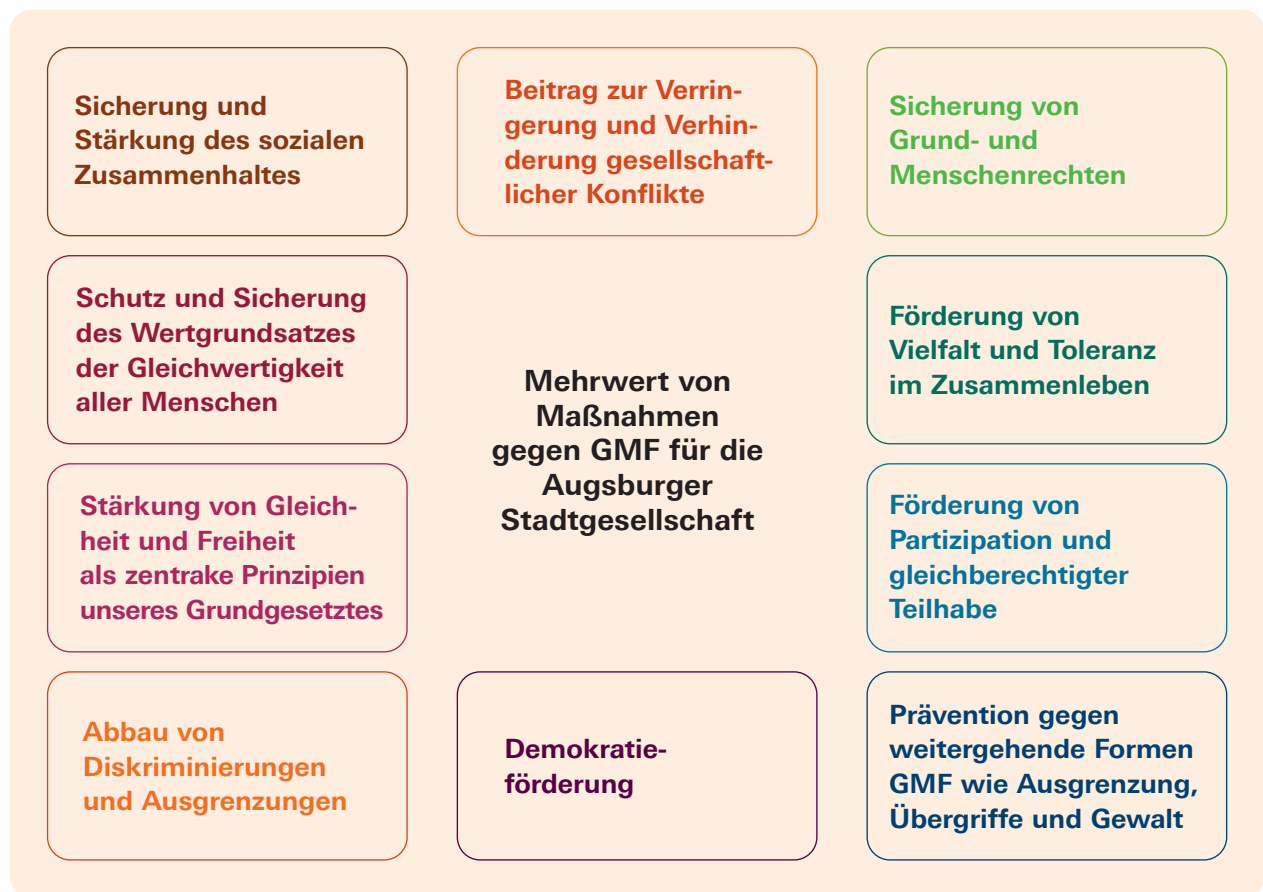 Sicherung und
Stärkung des sozialen
Zusammenhaltes
Beitrag zur Verrin-
gerung und Verhin-
derung gesellschaft-
licher Konflikte
Sicherung von
Grund- und
Menschenrechten
Schutz und Sicherung
des Wertgrundsatzes
der Gleichwertigkeit
aller Menschen
Mehrwert von
Maßnahmen
gegen GMF für die
Augsburger
Stadtgesellschaft
Förderung von
Vielfalt und Toleranz
im Zusammenleben
Stärkung von Gleich-
heit und Freiheit
als zentrake Prinzipien
unseres Grundgesetztes
Förderung von
Partizipation und
gleichberechtigter
Teilhabe
Abbau von
Diskriminierungen
und Ausgrenzungen
Demokratie-
förderung
Prävention gegen
weitergehende Formen
GMF wie Ausgrenzung,
Übergriffe und Gewalt